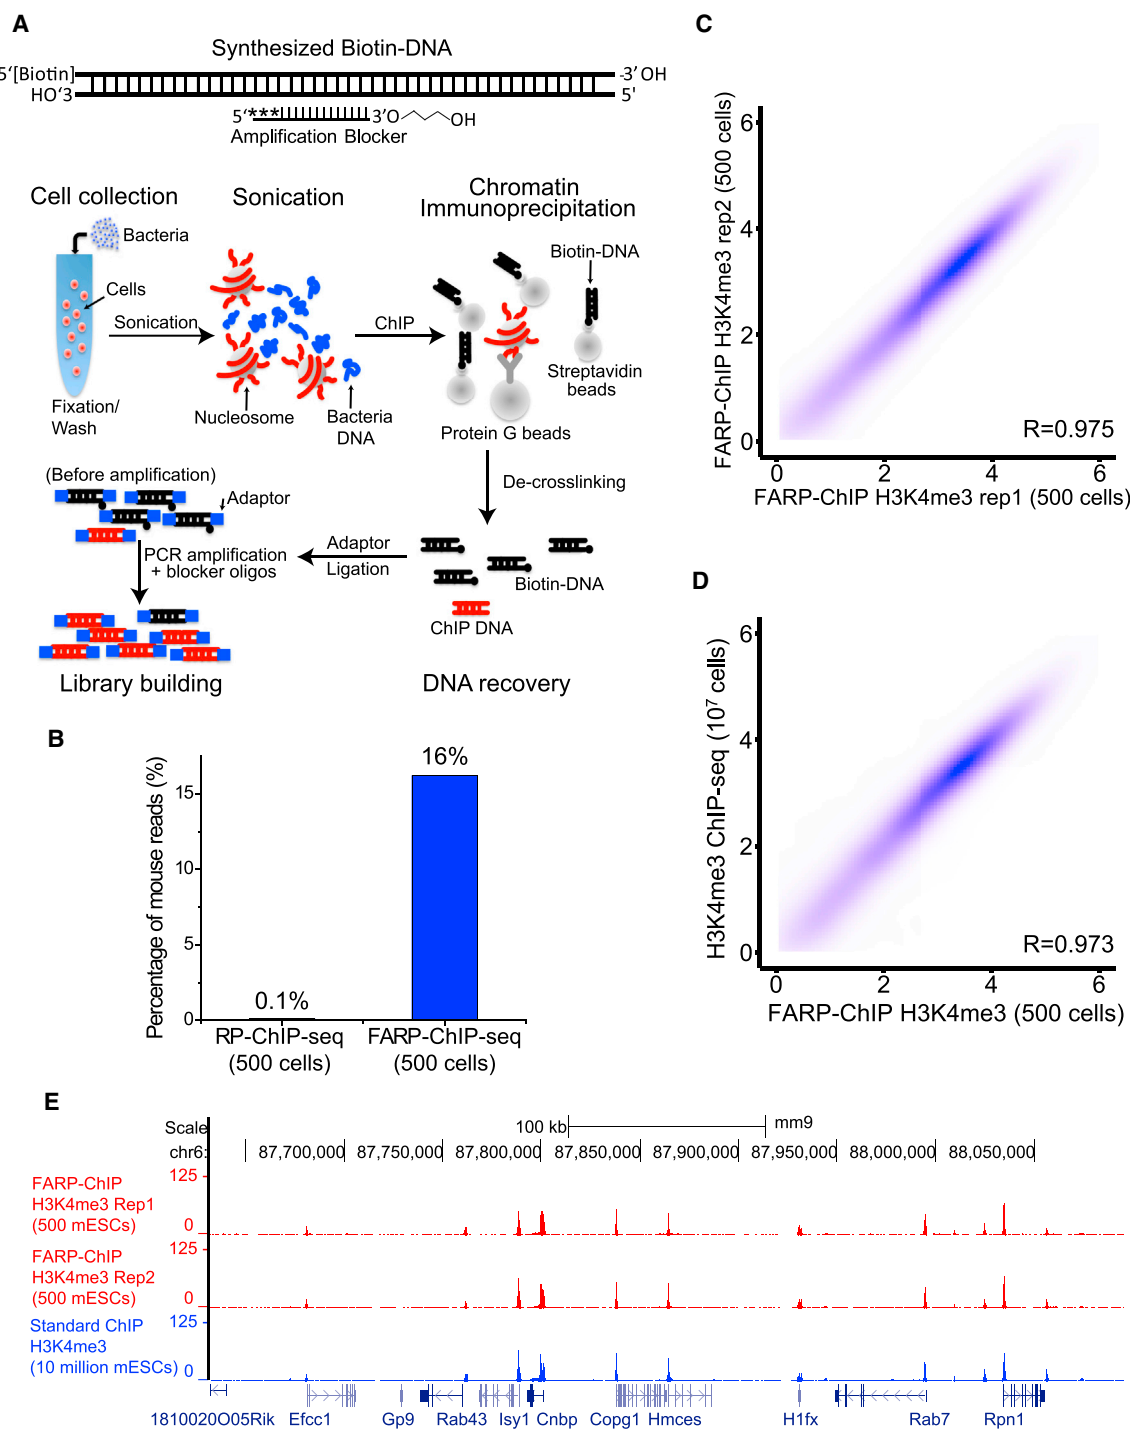 A
Synthesized Biotin-DNA
5‘[Biotin]
-3’ OH
HO‘3
5'
5‘***
3’O
OH
Amplification Blocker
Cell collection
Sonication
Chromatin
Immunoprecipitation
Bacteria
Biotin-DNA
Cells
Sonication
ChIP
Streptavidin
beads
Fixation/
Wash
Nucleosome
Bacteria
DNA
Protein G beads
(Before amplification)
Adaptor
De-crosslinking
PCR amplification
+ blocker oligos
Adaptor
Ligation
Biotin-DNA
ChIP DNA
Library building
DNA recovery
B
Percentage of mouse reads (%)
15
10
5
0
16%
0.1%
RP-ChIP-seq
(500 cells)
FARP-ChIP-seq
(500 cells)
C
FARP-ChIP H3K4me3 rep2 (500 cells)
6
4
2
0
R=0.975
0 2 4 6
FARP-ChIP H3K4me3 rep1 (500 cells)
D
H3K4me3 ChIP-seq (10⁷ cells)
6
4
2
0
R=0.973
0 2 4 6
FARP-ChIP H3K4me3 (500 cells)
E
Scale 100 kb mm9
chr6: 87,700,000 87,750,000 87,800,000 87,850,000 87,900,000 87,950,000 88,000,000 88,050,000
125
FARP-ChIP
H3K4me3 Rep1
(500 mESCs)
0
125
FARP-ChIP
H3K4me3 Rep2
(500 mESCs)
0
125
Standard ChIP
H3K4me3
(10 million mESCs)
0
1810020O05Rik Efcc1 Gp9 Rab43 Isy1 Cnbp Copg1 Hmces H1fx Rab7 Rpn1